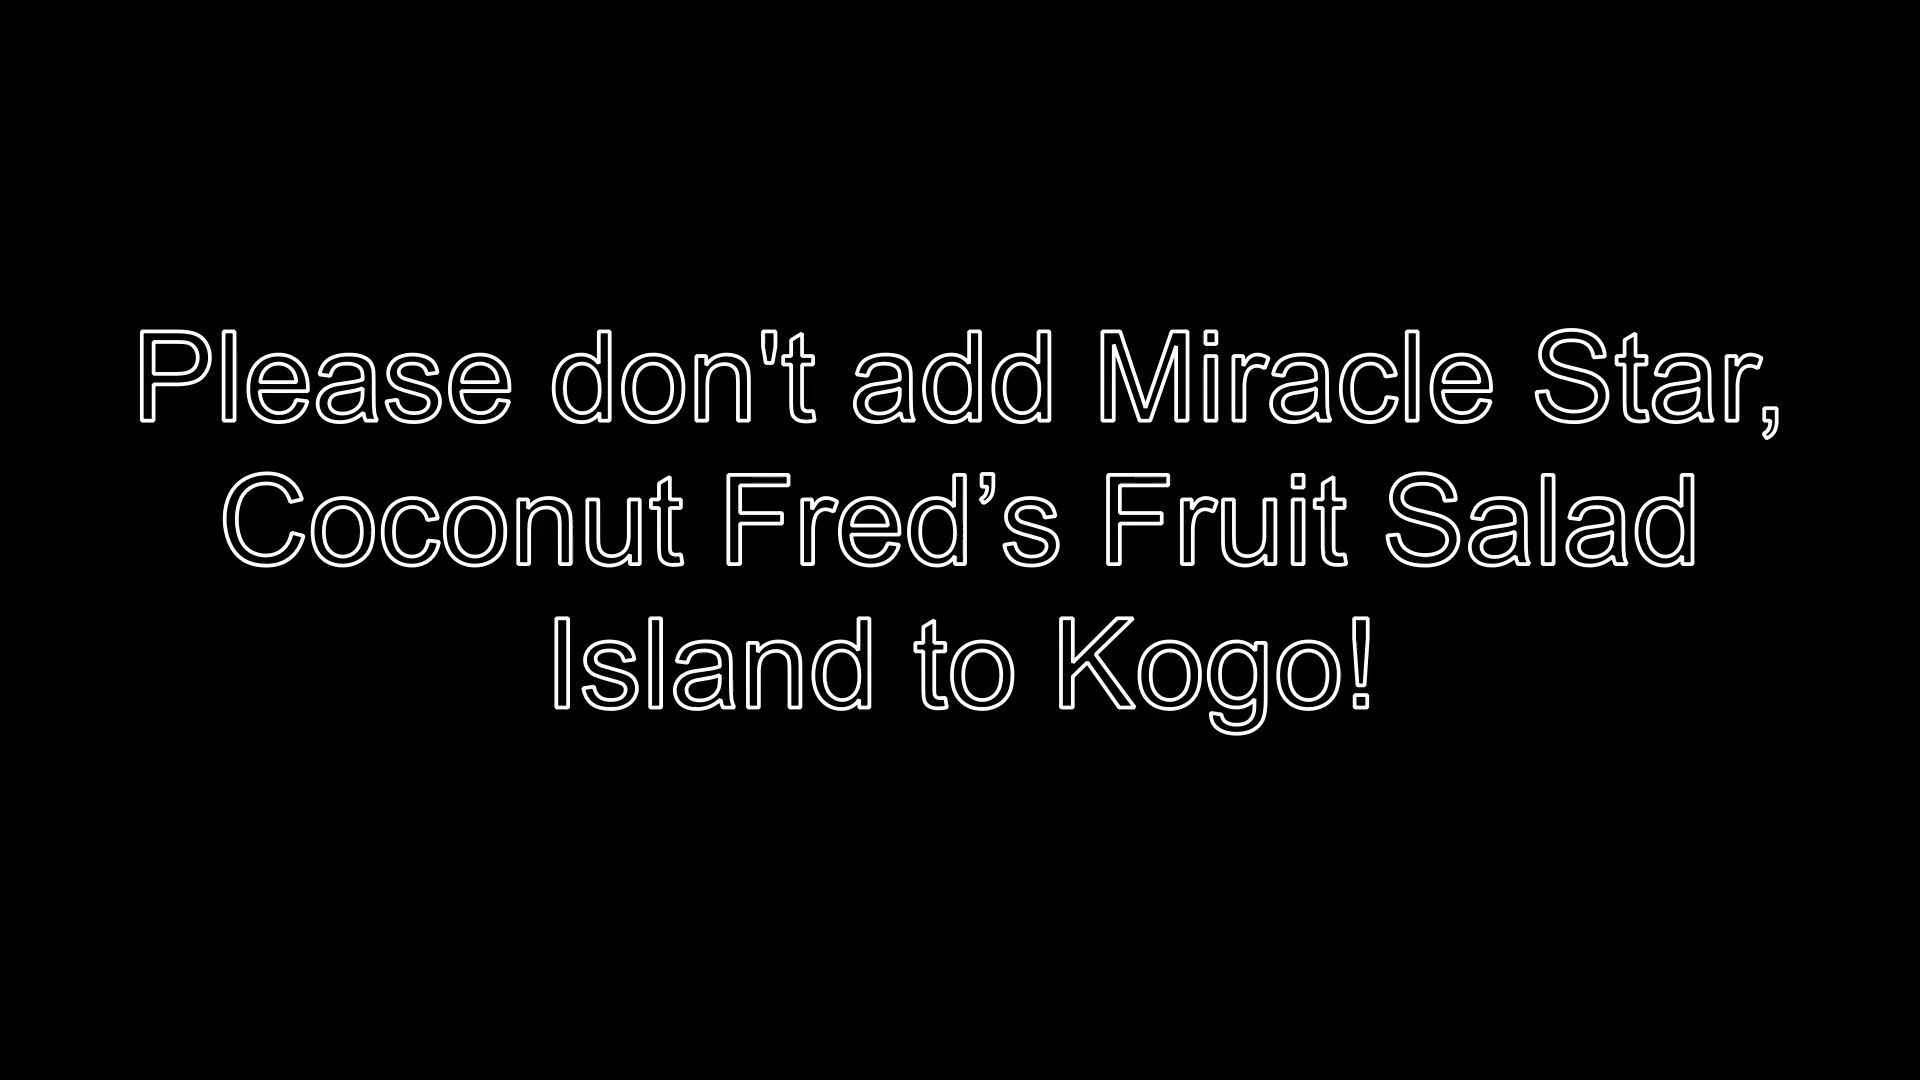 Please don't add Miracle Star,
Coconut Fred’s Fruit Salad
Island to Kogo!